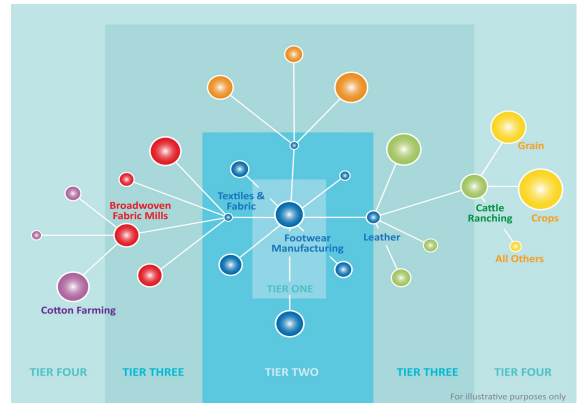 Grain
Textiles &
Fabric
Broadwoven
Fabric Mills
Cattle
Ranching
Crops
Footwear
Manufacturing
Leather
All Others
TIER ONE
Cotton Farming
TIER FOUR
TIER THREE
TIER TWO
TIER THREE
TIER FOUR
For illustrative purposes only